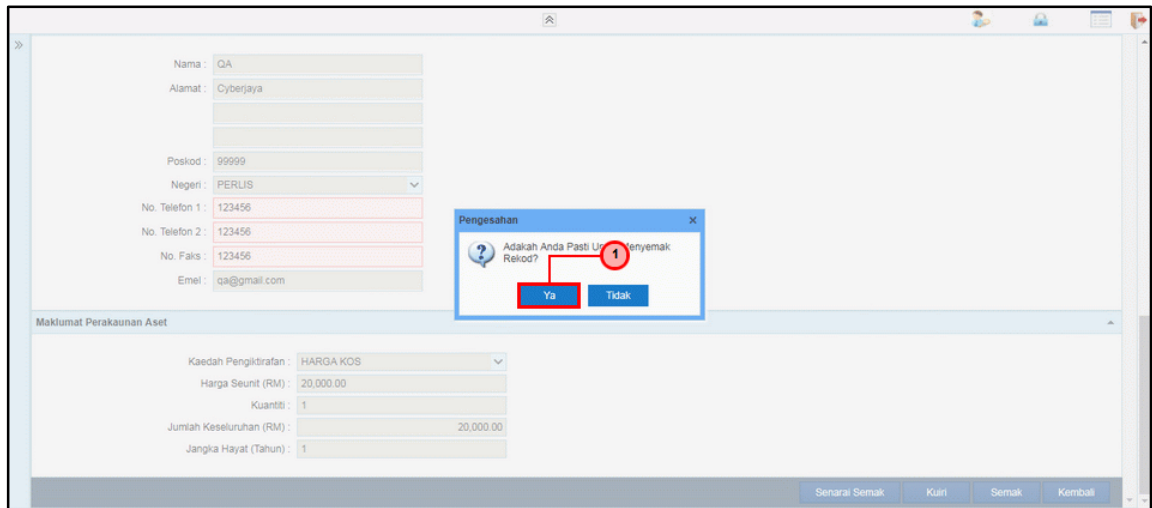 Nama : QA
Alamat : Cyberjaya
Poskod : 99999
Negeri : PERLIS
No. Telefon 1 : 123456
No. Telefon 2 : 123456
No. Faks : 123456
Emel : qa@gmail.com
Pengesahan
Adakah Anda Pasti Menyemak
Rekod?
1
Ya Tidak
Maklumat Perakaunan Aset
Kaedah Pengiktirafan : HARGA KOS
Harga Seunit (RM) : 20,000.00
Kuantiti : 1
Jumlah Keseluruhan (RM) : 20,000.00
Jangka Hayat (Tahun) : 1
Senarai Semak Kuiri Semak Kembali